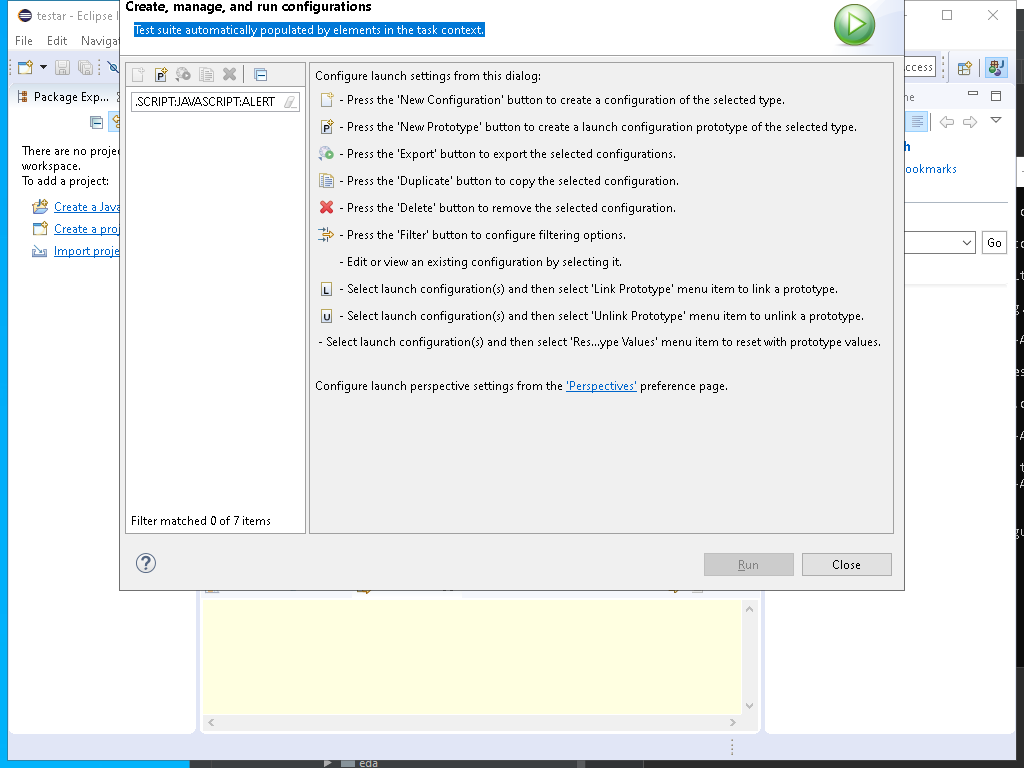 Create, manage, and run configurations
Test suite automatically populated by elements in the task context.
testar - Eclipse
File Edit
Package Exp...
.SCRIPT:JAVASCRIPT:ALERT
There are no
workspace.
To add a project:
Create a
Create a
Import
Filter matched 0 of 7 items
Configure launch settings from this dialog:
- Press the 'New Configuration' button to create a configuration of the selected type.
- Press the 'New Prototype' button to create a launch configuration prototype of the selected type.
- Press the 'Export' button to export the selected configurations.
- Press the 'Duplicate' button to copy the selected configuration.
- Press the 'Delete' button to remove the selected configuration.
- Press the 'Filter' button to configure filtering options.
- Edit or view an existing configuration by selecting it.
L - Select launch configuration(s) and then select 'Link Prototype' menu item to link a prototype.
U - Select launch configuration(s) and then select 'Unlink Prototype' menu item to unlink a prototype.
- Select launch configuration(s) and then select 'Res...ype Values' menu item to reset with prototype values.
Configure launch perspective settings from the 'Perspectives' preference page.
Go
Run
Close
eda